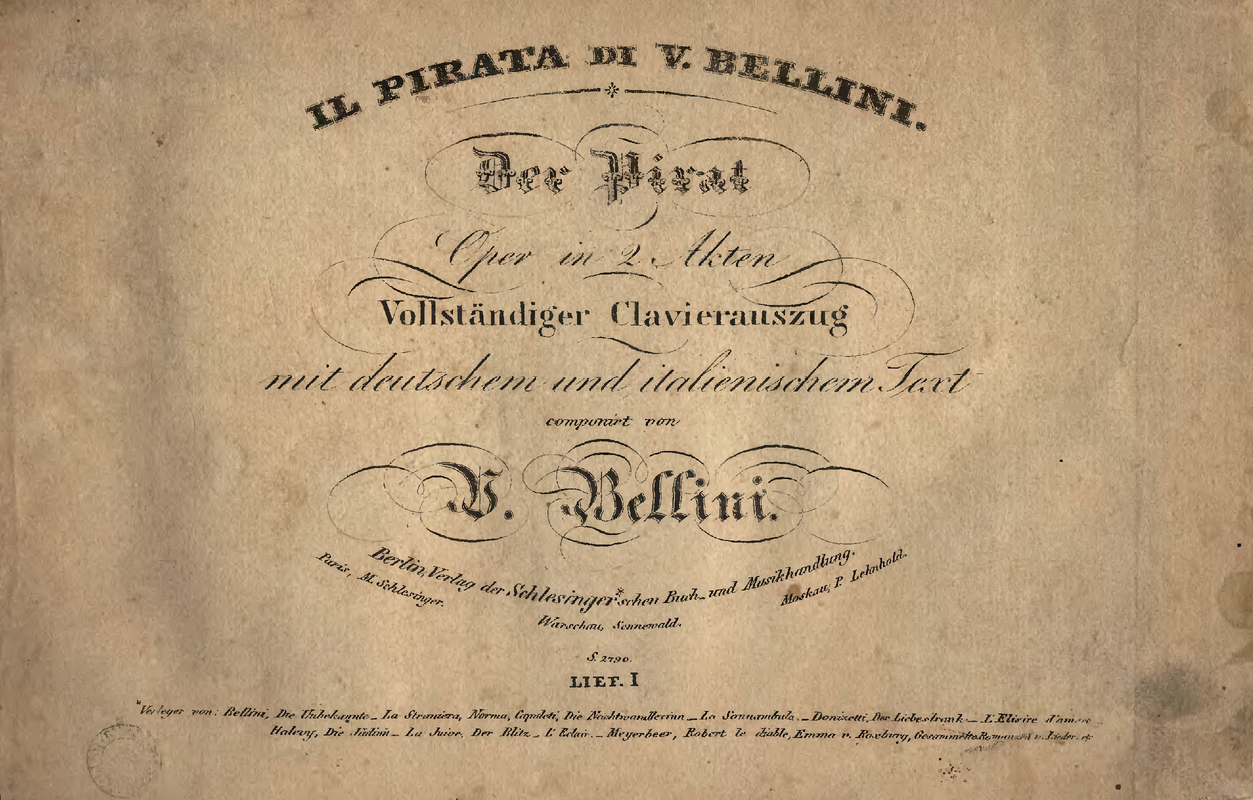 IL PIRATA DI V. BELLINI.
Der Pirat
Oper in 2 Akten
Vollständiger Clavierauszug
mit deutschem und italienischem Text
componirt von
V. Bellini.
Berlin, Verlag der Schlesinger'schen Buch- und Musikhandlung.
Paris, M. Schlesinger.
Moskau, P. Lehnhold.
Warschau, Sennewald.
S. 2790.
LIEF. I
*Verleger von: Bellini, Die Unbekannte _ La Straniera, Norma, Capuleti, Die Nachtwandlerinn _ La Sonnambula. _ Donizetti, Der Liebestrank _ L'Elisire d'amore _
Halevy, Die Jüdinn _ La Juive, Der Blitz _ L'Eclair. _ Meyerbeer, Robert le diable, Emma v. Roxburg, Gesammelte Romanzen u. Lieder. etc